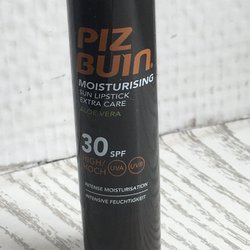 PIZ
BUIN®
MOISTURISING
SUN LIPSTICK
EXTRA CARE
ALOE VERA
30 SPF
HIGH/
HOCH UVA UVB
INTENSE MOISTURISATION
INTENSIVE FEUCHTIGKEIT